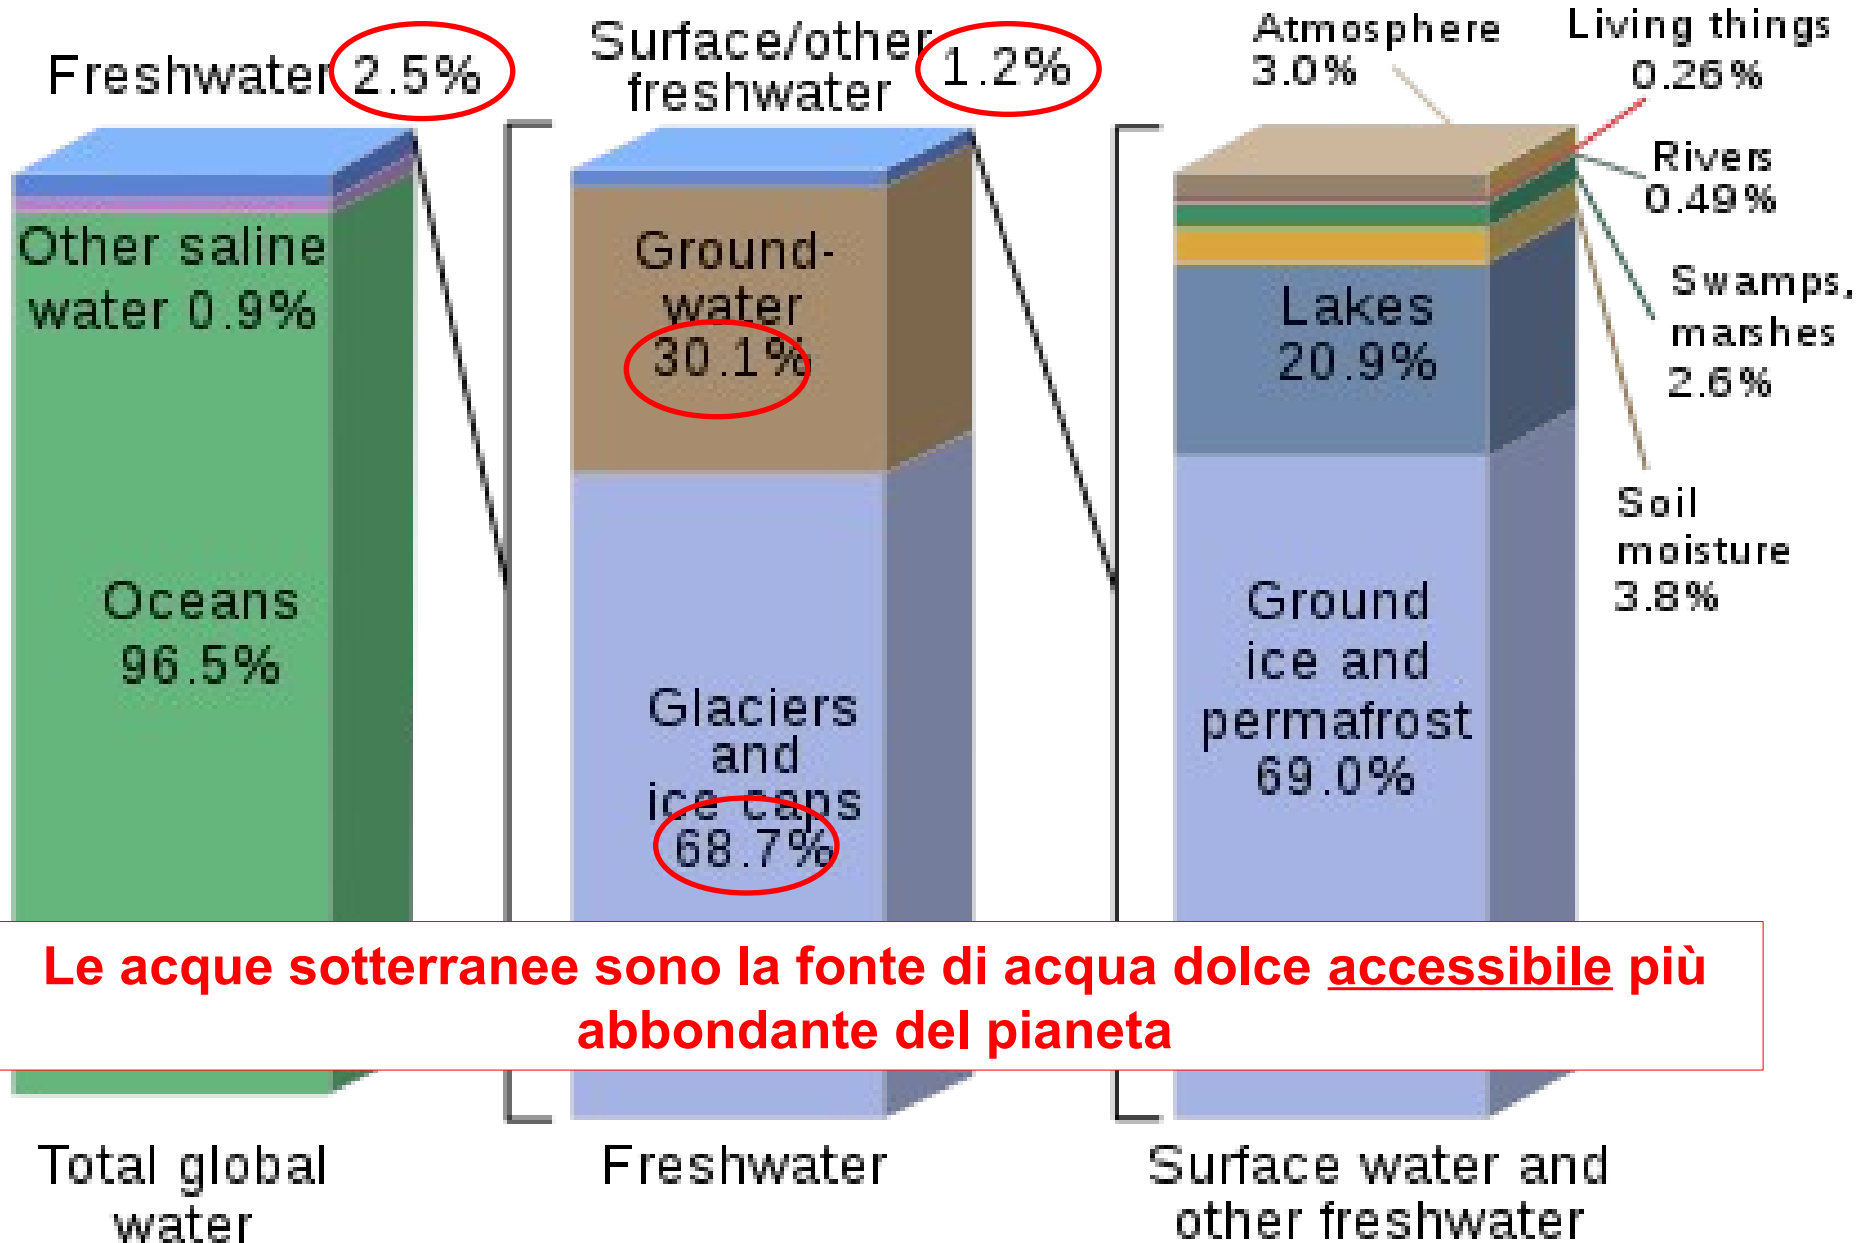 Freshwater 2.5%
Other saline
water 0.9%
Oceans
96.5%
Total global
water
Surface/other
freshwater 1.2%
Ground-
water
30.1%
Glaciers
and
ice caps
68.7%
Freshwater
Atmosphere
3.0%
Living things
0.26%
Rivers
0.49%
Swamps,
marshes
2.6%
Soil
moisture
3.8%
Lakes
20.9%
Ground
ice and
permafrost
69.0%
Surface water and
other freshwater
Le acque sotterranee sono la fonte di acqua dolce accessibile più
abbondante del pianeta